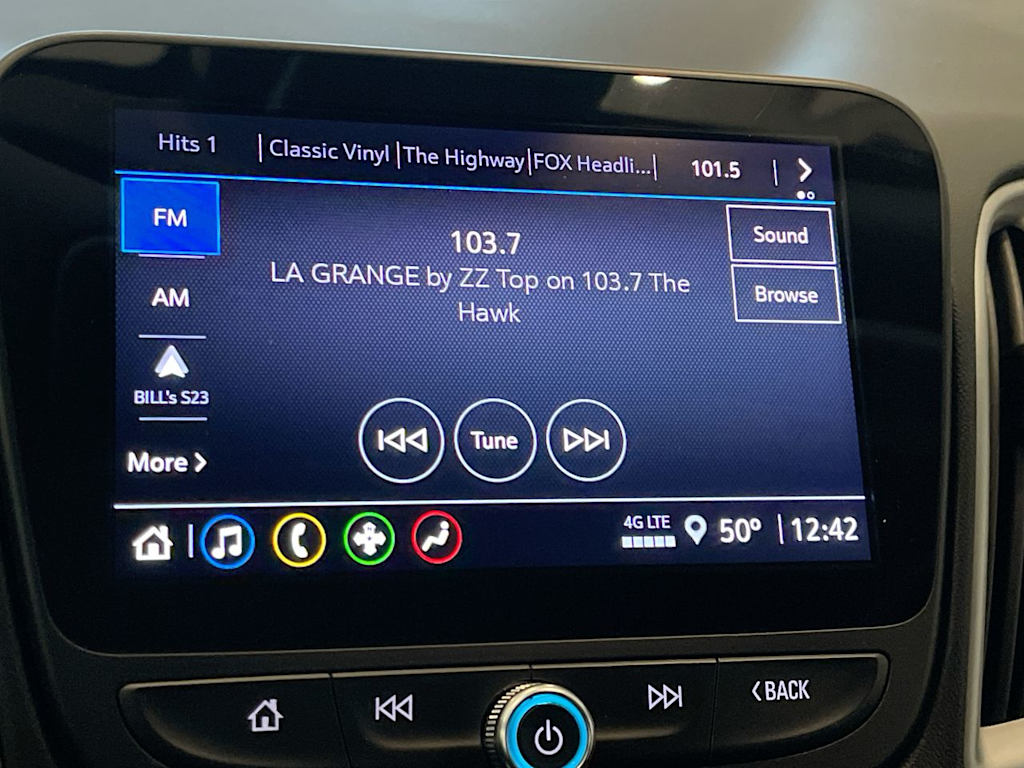 Hits 1 | Classic Vinyl | The Highway | FOX Headli... | 101.5 | >
FM
103.7
Sound
LA GRANGE by ZZ Top on 103.7 The
Hawk
AM
Browse
BILL's S23
Tune
More >
4G LTE
50° | 12:42
< BACK